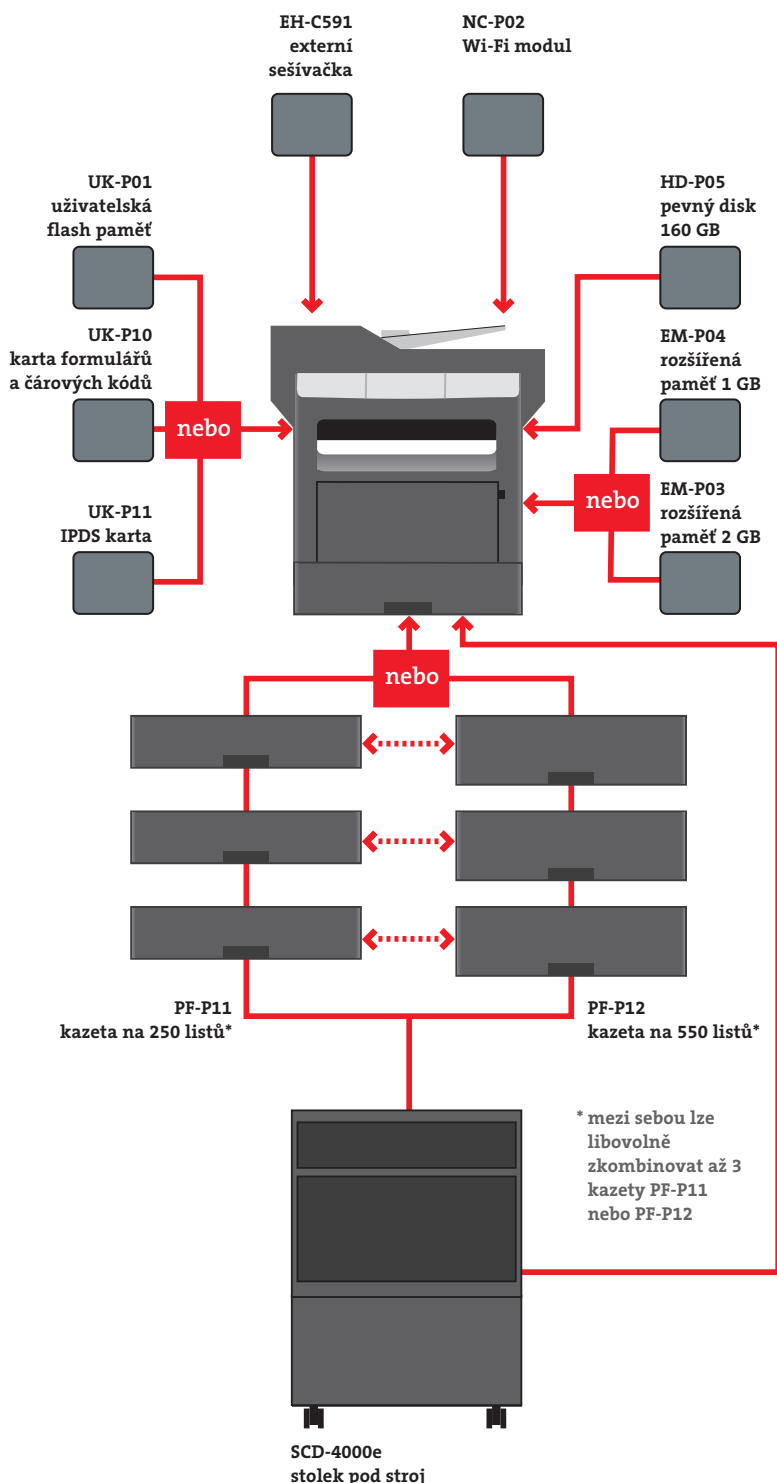 EH-C591
externí
sešívačka
NC-P02
Wi-Fi modul
UK-P01
uživatelská
flash paměť
HD-P05
pevný disk
160 GB
UK-P10
karta formulářů
a čárových kódů
EM-P04
rozšířená
paměť 1 GB
nebo
nebo
UK-P11
IPDS karta
EM-P03
rozšířená
paměť 2 GB
nebo
PF-P11
kazeta na 250 listů*
PF-P12
kazeta na 550 listů*
* mezi sebou lze
libovolně
zkombinovat až 3
kazety PF-P11
nebo PF-P12
SCD-4000e
stolek pod stroj